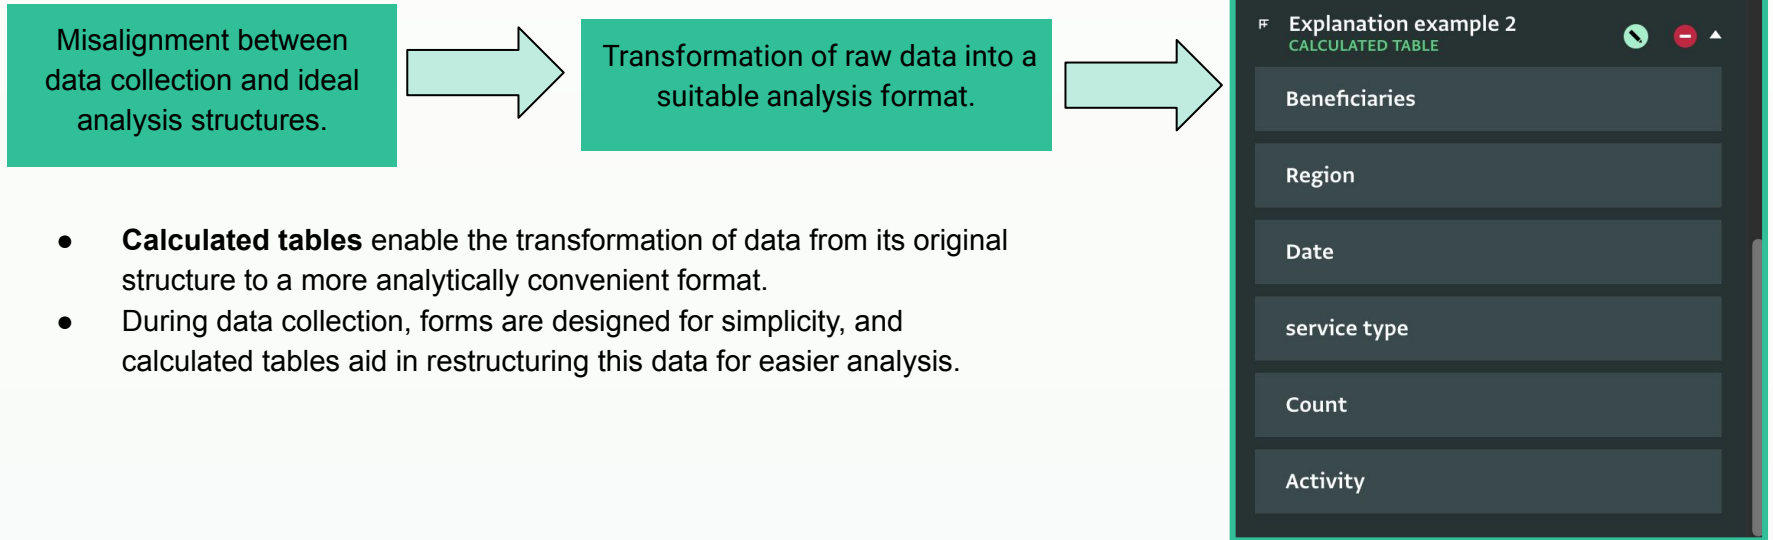 Misalignment between
data collection and ideal
analysis structures.
Transformation of raw data into a
suitable analysis format.
● Calculated tables enable the transformation of data from its original
structure to a more analytically convenient format.
● During data collection, forms are designed for simplicity, and
calculated tables aid in restructuring this data for easier analysis.
Explanation example 2
CALCULATED TABLE
Beneficiaries
Region
Date
service type
Count
Activity